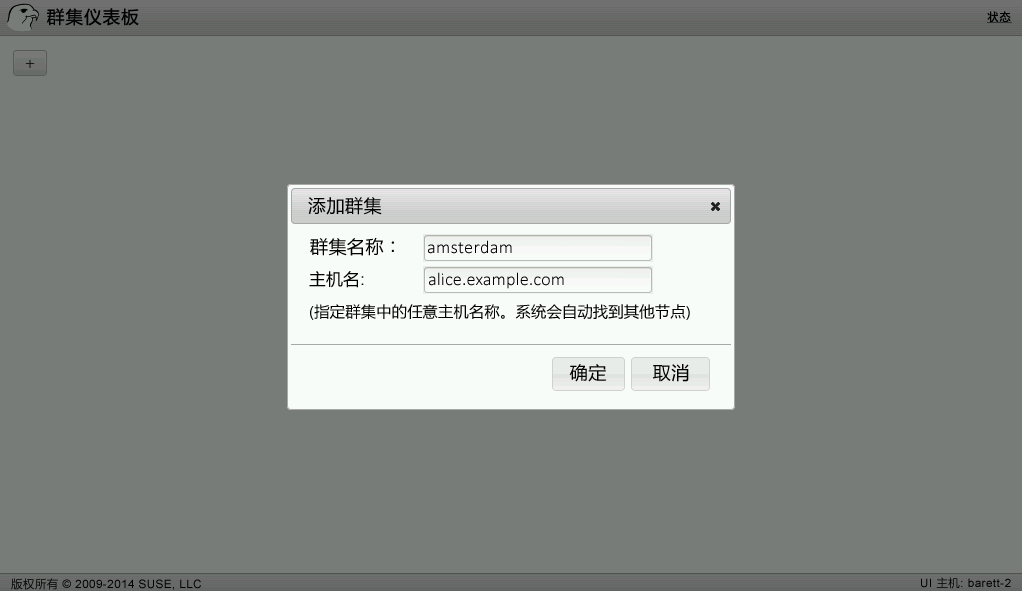 群集仪表板
状态
+
添加群集
群集名称：
amsterdam
主机名:
alice.example.com
(指定群集中的任意主机名称。系统会自动找到其他节点)
确定
取消
版权所有 © 2009-2014 SUSE, LLC
UI 主机: barett-2